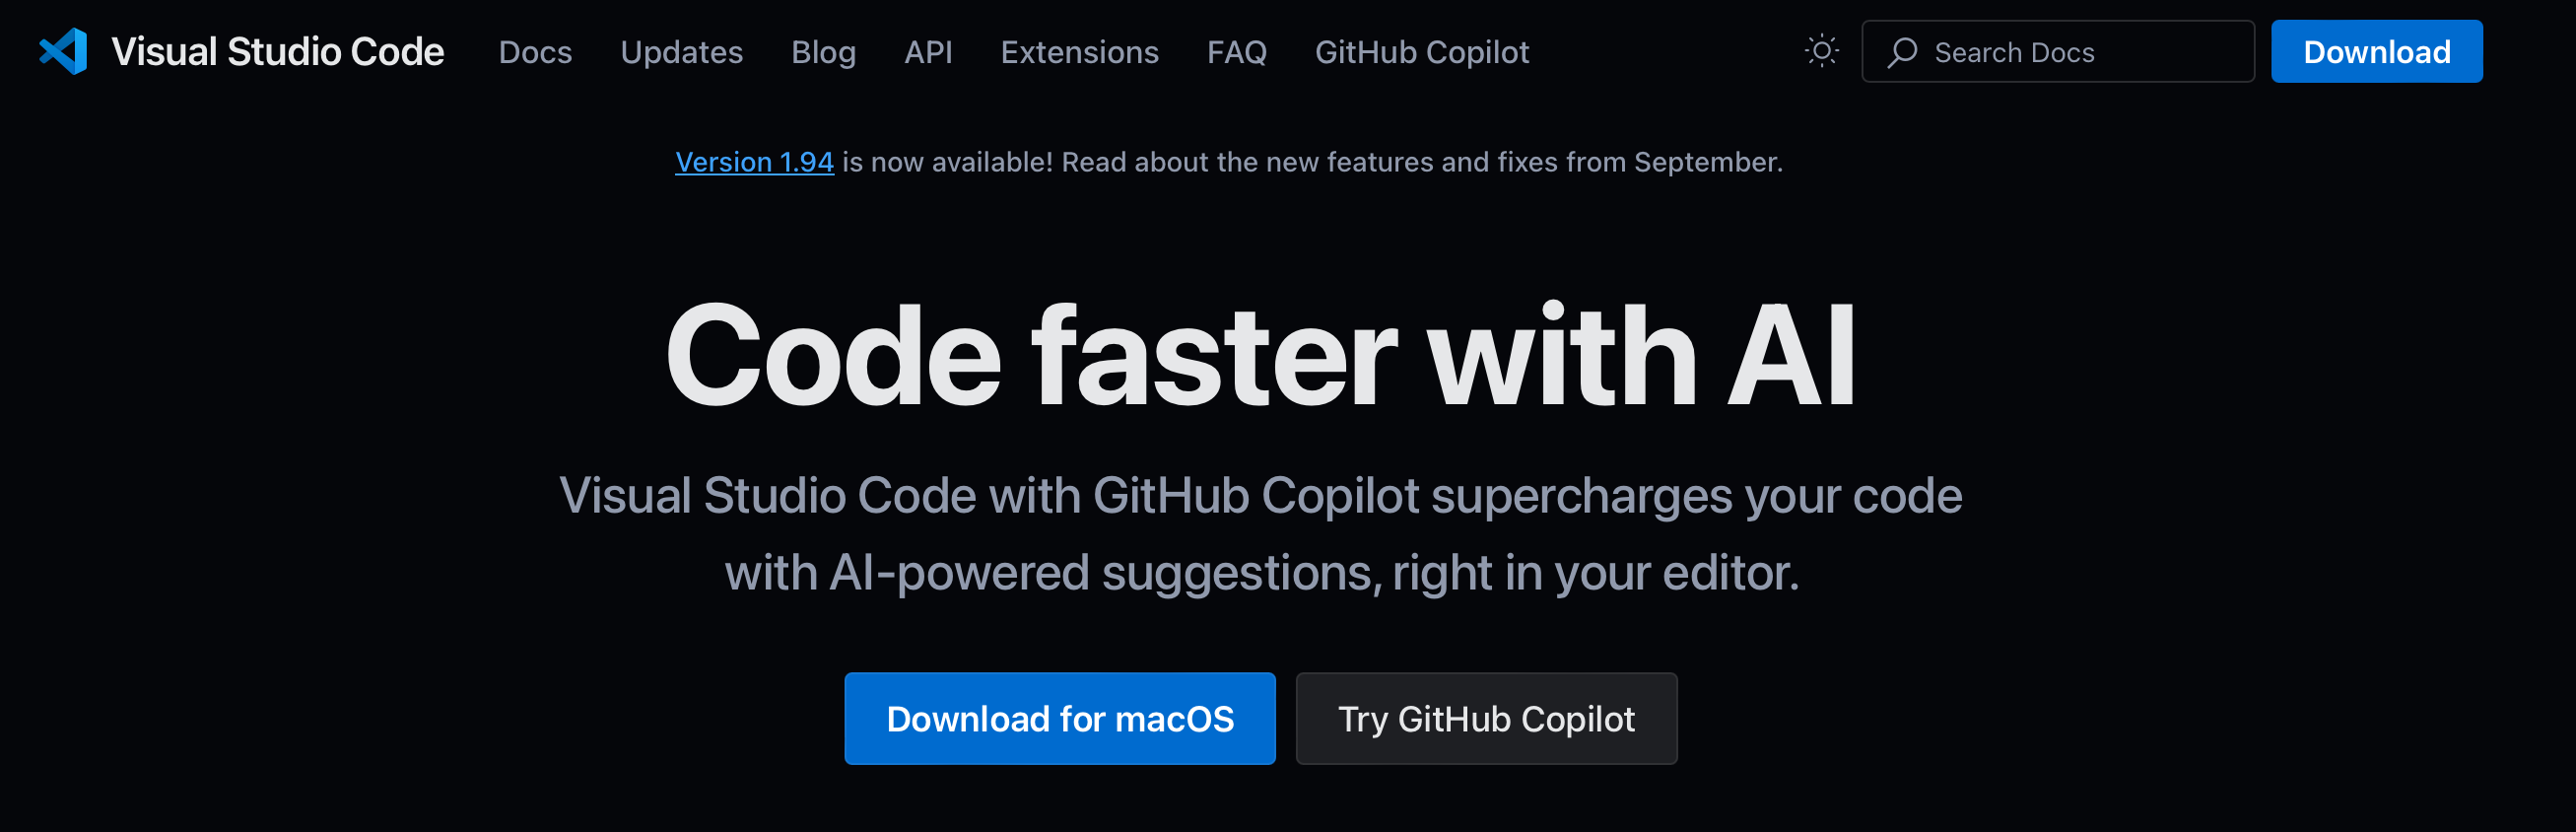 Visual Studio Code Docs Updates Blog API Extensions FAQ GitHub Copilot Search Docs Download
Version 1.94 is now available! Read about the new features and fixes from September.
Code faster with AI
Visual Studio Code with GitHub Copilot supercharges your code
with AI-powered suggestions, right in your editor.
Download for macOS Try GitHub Copilot